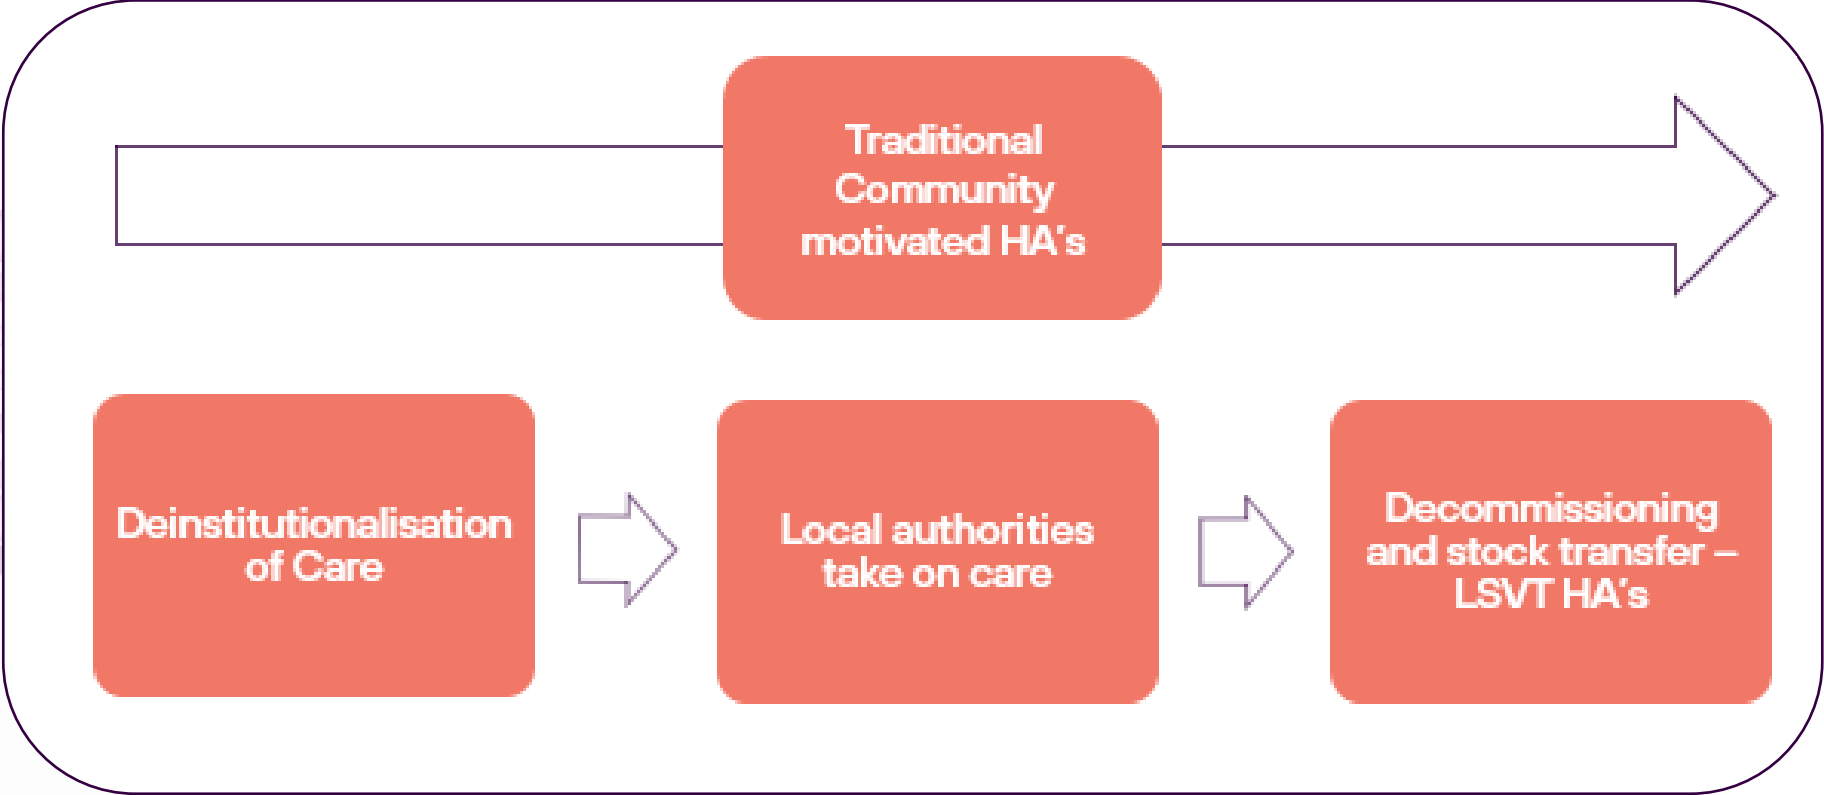 Traditional
Community
motivated HA's
Deinstitutionalisation
of Care
Local authorities
take on care
Decommissioning
and stock transfer –
LSVT HA's